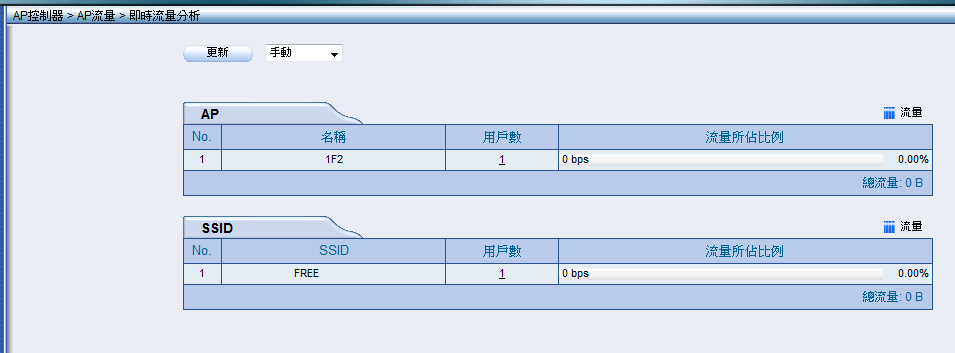 AP控制器 > AP流量 > 即時流量分析
更新 手動
AP 流量
No. 名稱 用戶數 流量所佔比例
1 1F2 1 0 bps 0.00%
總流量: 0 B
SSID 流量
No. SSID 用戶數 流量所佔比例
1 FREE 1 0 bps 0.00%
總流量: 0 B